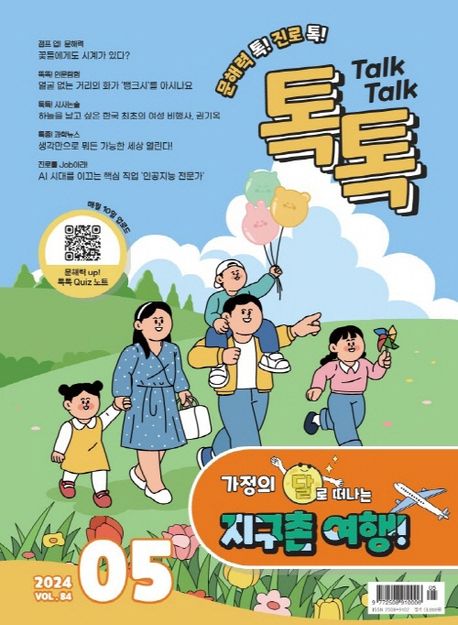 점프 업! 문해력
꽃들에게도 시계가 있다?
톡톡! 인문탐험
얼굴 없는 거리의 화가 '뱅크시'를 아시나요
톡톡! 시사논술
하늘을 날고 싶은 한국 최초의 여성 비행사, 권기옥
톡종! 과학뉴스
생각만으로 뭐든 가능한 세상 열린다!
진로를 Job아라!
AI 시대를 이끄는 핵심 직업 '인공지능 전문가'
문해력 톡! 진로 톡!
톡톡
Talk
Talk
매월 10일 업로드
문해력 up!
톡톡 Quiz 노트
가정의 달로 떠나는
지구촌 여행!
2024
VOL. 84
05
05